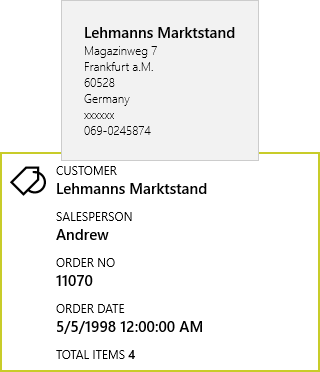 Lehmanns Marktstand
Magazinweg 7
Frankfurt a.M.
60528
Germany
xxxxxx
069-0245874
CUSTOMER
Lehmanns Marktstand
SALESPERSON
Andrew
ORDER NO
11070
ORDER DATE
5/5/1998 12:00:00 AM
TOTAL ITEMS 4